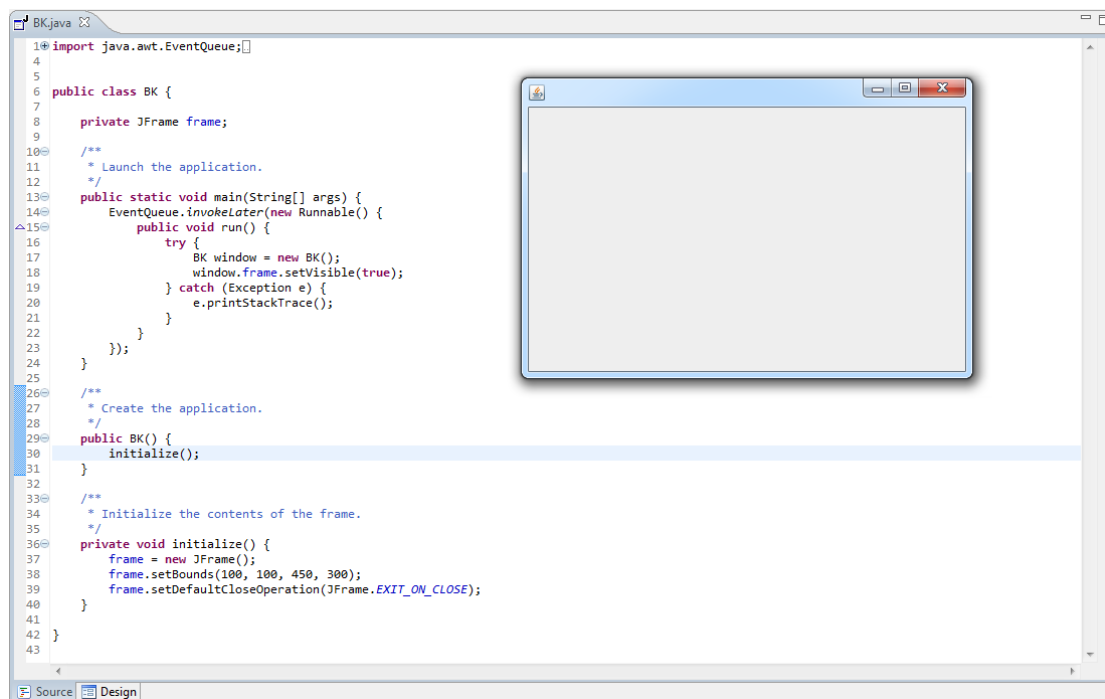 BK.java
1 import java.awt.EventQueue;
4
5
6 public class BK {
7
8     private JFrame frame;
9
10     /**
11      * Launch the application.
12      */
13     public static void main(String[] args) {
14         EventQueue.invokeLater(new Runnable() {
15             public void run() {
16                 try {
17                     BK window = new BK();
18                     window.frame.setVisible(true);
19                 } catch (Exception e) {
20                     e.printStackTrace();
21                 }
22             }
23         });
24     }
25
26     /**
27      * Create the application.
28      */
29     public BK() {
30         initialize();
31     }
32
33     /**
34      * Initialize the contents of the frame.
35      */
36     private void initialize() {
37         frame = new JFrame();
38         frame.setBounds(100, 100, 450, 300);
39         frame.setDefaultCloseOperation(JFrame.EXIT_ON_CLOSE);
40     }
41
42 }
43
Source Design